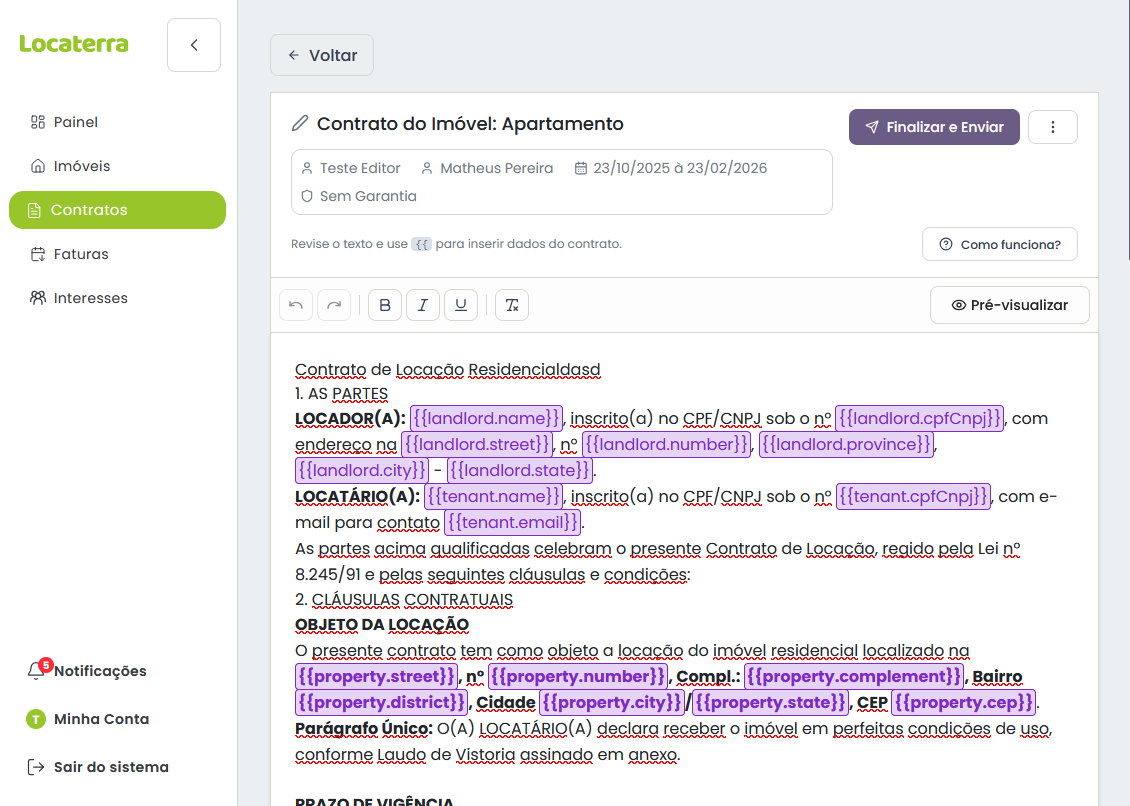 Locaterra
Painel
Imóveis
Contratos
Faturas
Interesses
5
Notificações
T
Minha Conta
Sair do sistema
Voltar
Contrato do Imóvel: Apartamento
Finalizar e Enviar
Teste Editor Matheus Pereira 23/10/2025 à 23/02/2026
Sem Garantia
Revise o texto e use {{ para inserir dados do contrato.
Como funciona?
B I U Tx
Pré-visualizar
Contrato de Locação Residencialdasd
1. AS PARTES
LOCADOR(A): {{landlord.name}}, inscrito(a) no CPF/CNPJ sob o nº {{landlord.cpfCnpj}}, com
endereço na {{landlord.street}}, nº {{landlord.number}}, {{landlord.province}},
{{landlord.city}} - {{landlord.state}}.
LOCATÁRIO(A): {{tenant.name}}, inscrito(a) no CPF/CNPJ sob o nº {{tenant.cpfCnpj}}, com e-
mail para contato {{tenant.email}}.
As partes acima qualificadas celebram o presente Contrato de Locação, regido pela Lei nº
8.245/91 e pelas seguintes cláusulas e condições:
2. CLÁUSULAS CONTRATUAIS
OBJETO DA LOCAÇÃO
O presente contrato tem como objeto a locação do imóvel residencial localizado na
{{property.street}}, nº {{property.number}}, Compl.: {{property.complement}}, Bairro
{{property.district}}, Cidade {{property.city}}/{{property.state}}, CEP {{property.cep}}.
Parágrafo Único: O(A) LOCATÁRIO(A) declara receber o imóvel em perfeitas condições de uso,
conforme Laudo de Vistoria assinado em anexo.
PRAZO DE VIGÊNCIA